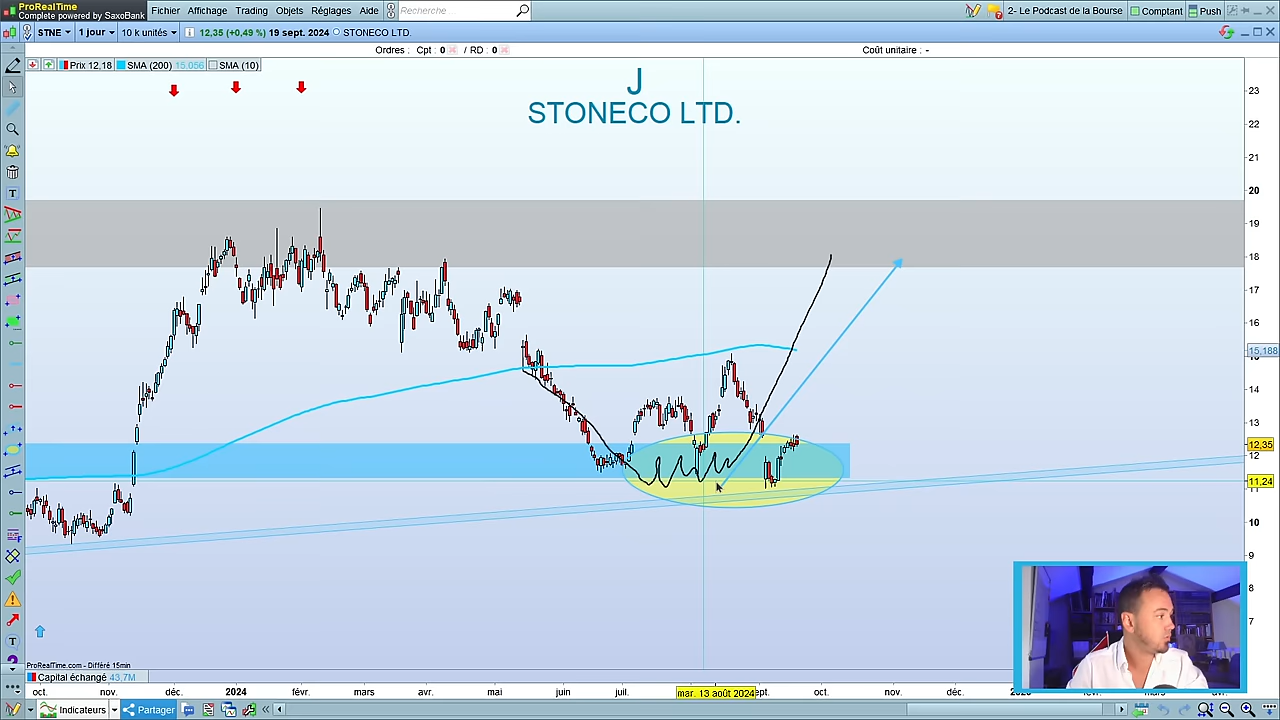 ProRealTime
Complete powered by SaxoBank
Fichier Affichage Trading Objets Réglages Aide
Recherche...
2- Le Podcast de la Bourse Comptant Push
STNE 1 jour 10 k unités 12,35 (+0,49 %) 19 sept. 2024 STONECO LTD.
Ordres : Cpt : 0 / RD : 0 Coût unitaire : -
Prix 12,18 SMA (200) 15,056 SMA (10)
J
STONECO LTD.
23
22
21
20
19
18
17
16
15,188
14
13
12,35
12
11,24
10
9
8
7
ProRealTime.com - Différé 15min
Capital échangé 43,7M
oct. nov. déc. 2024 févr. mars avr. mai juin juil. mar. 13 août 2024 ept. oct. nov. déc.
Indicateurs Partager